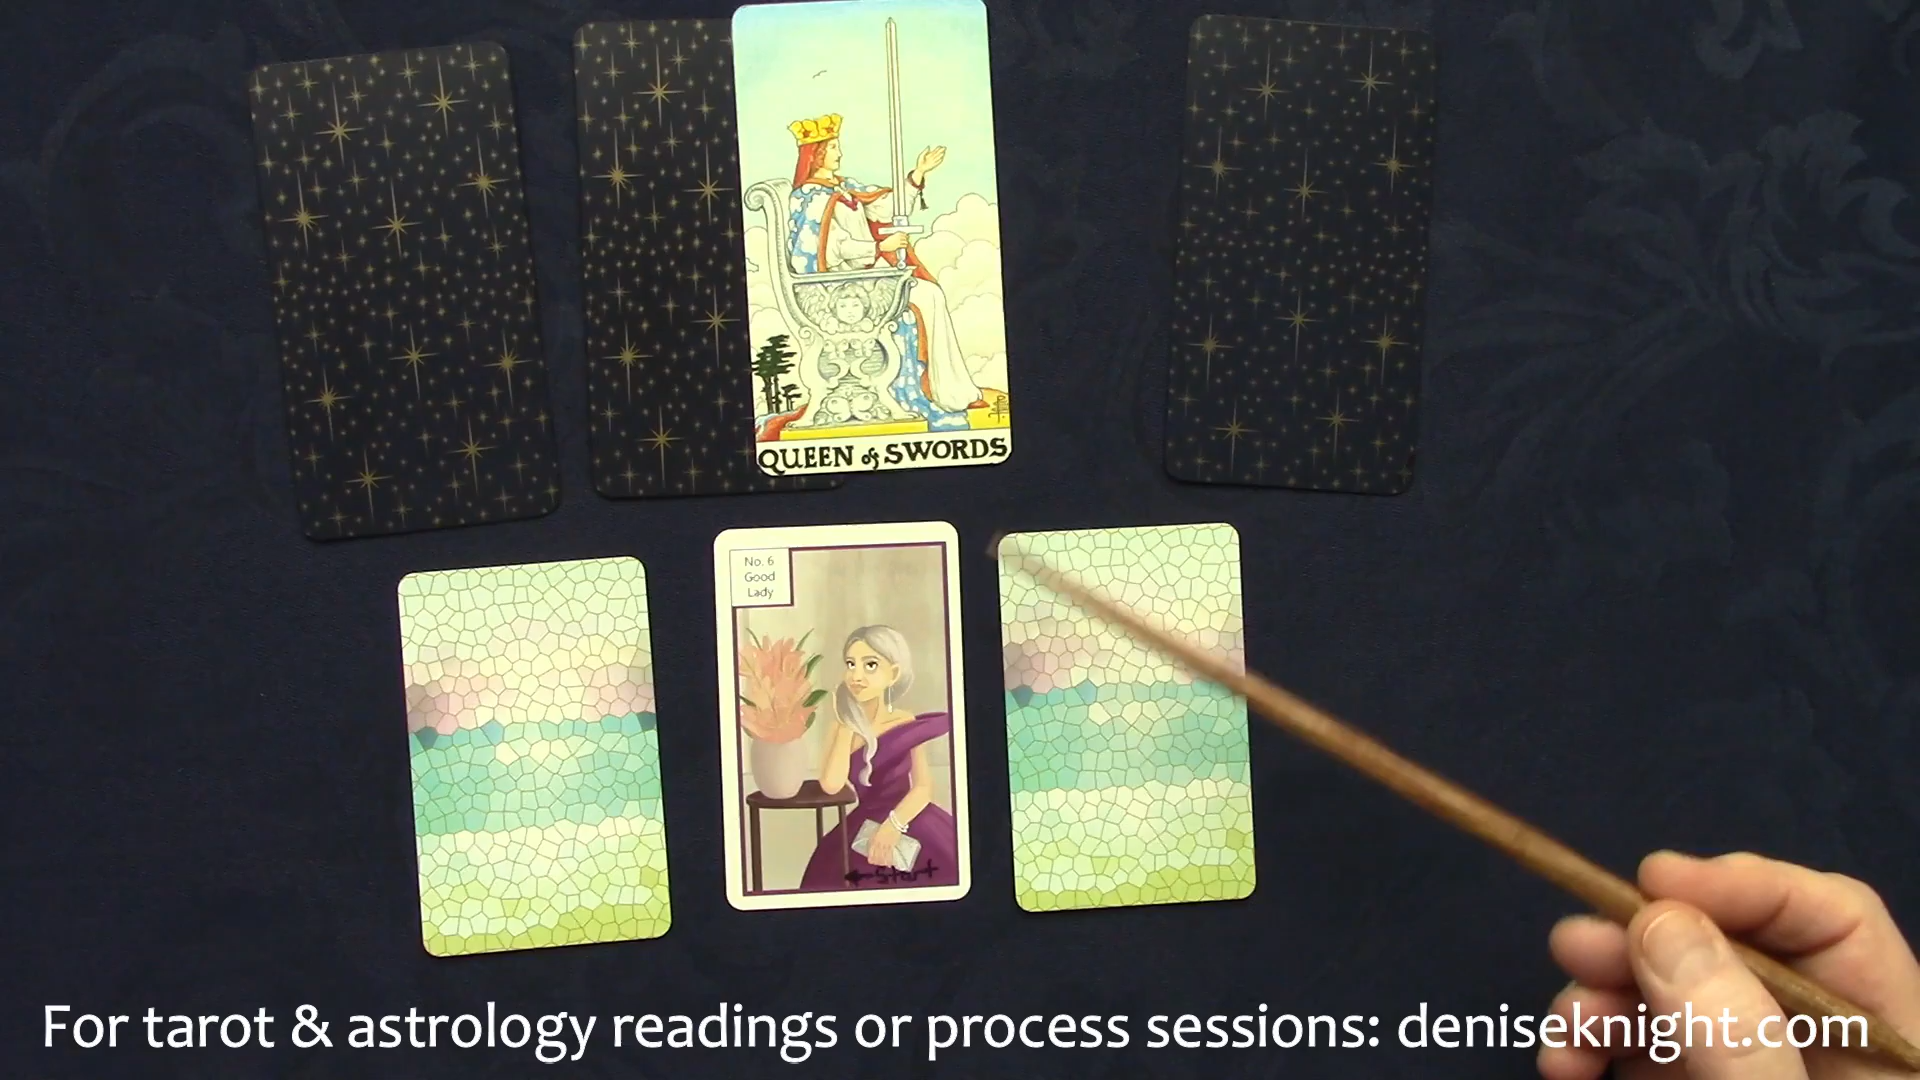 QUEEN of SWORDS
No. 6
Good
Lady
←Start
For tarot & astrology readings or process sessions: deniseknight.com